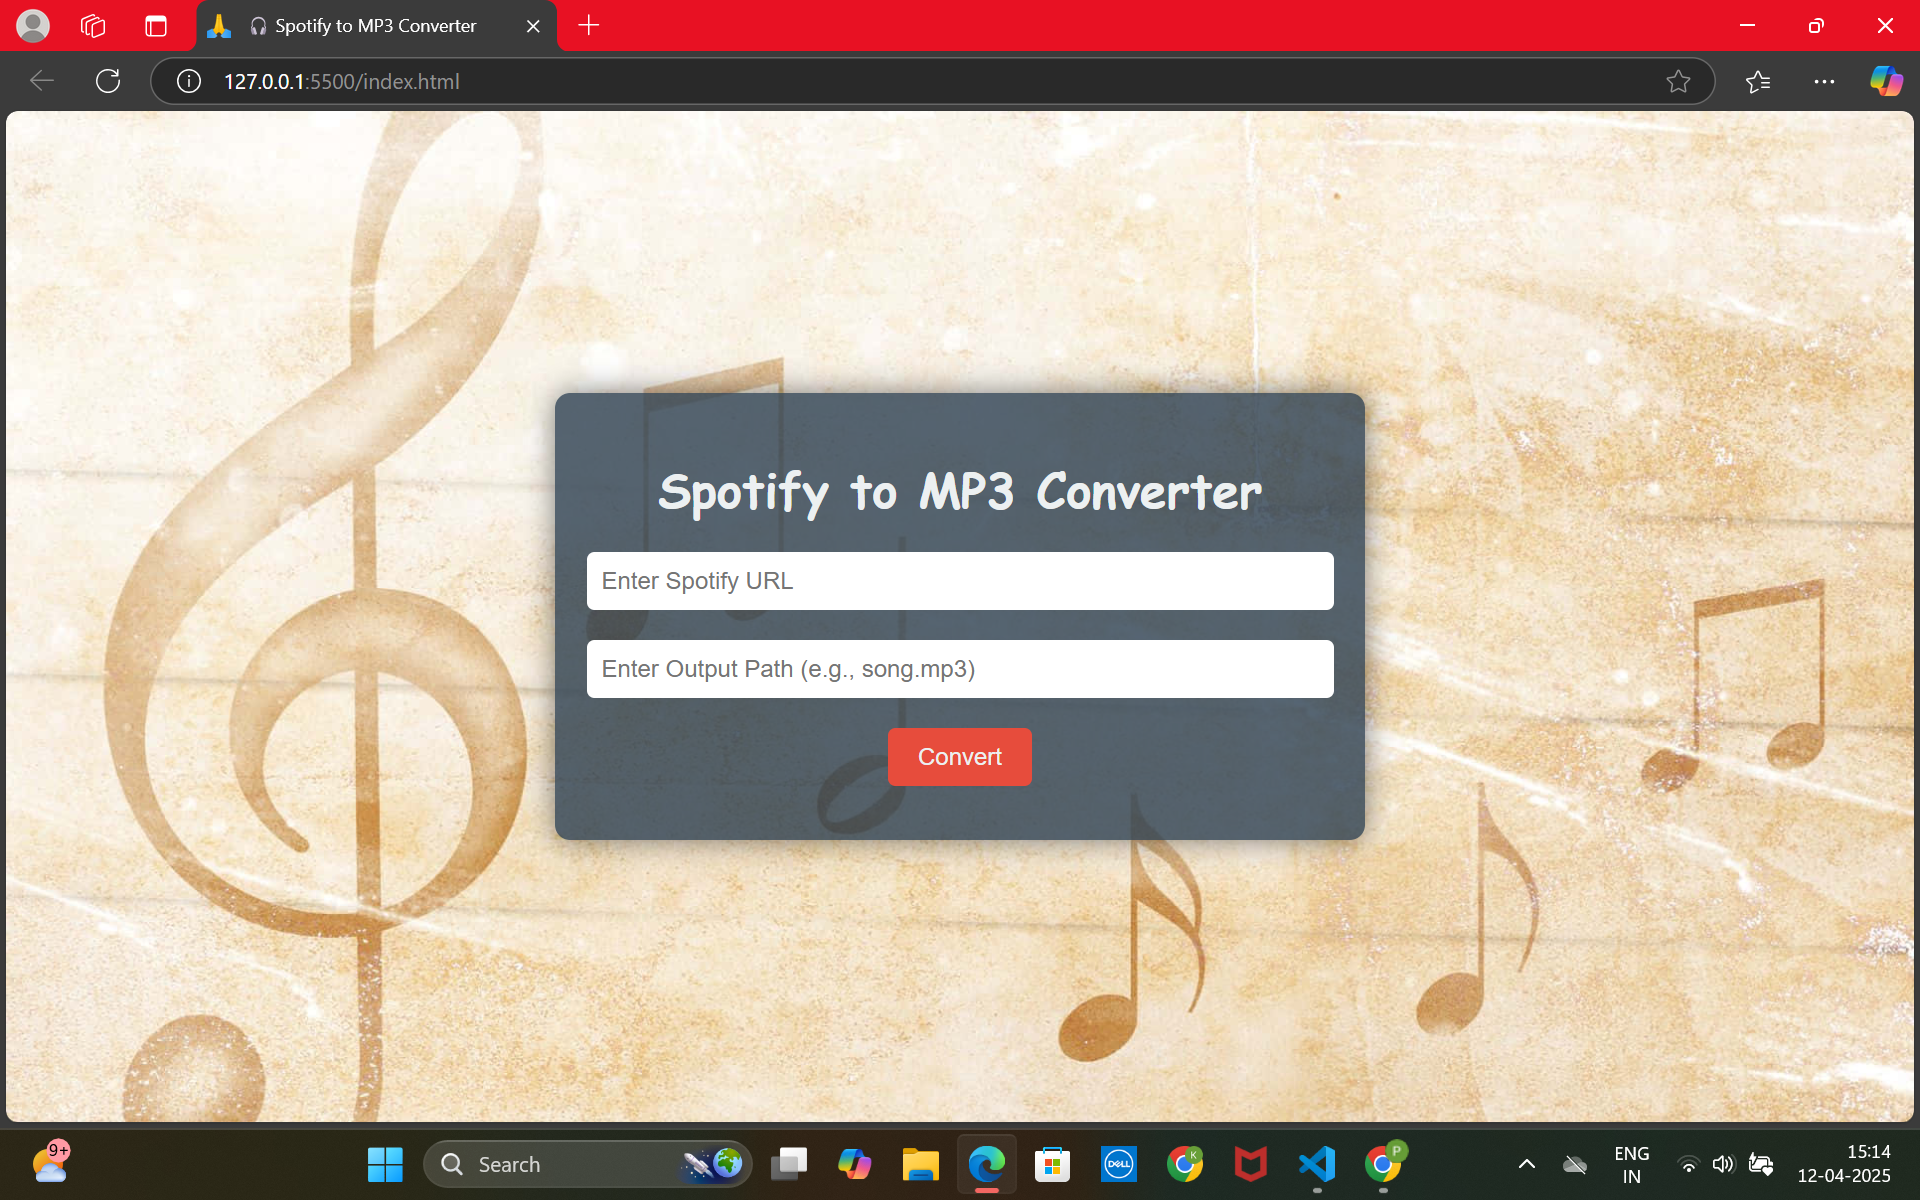 Spotify to MP3 Converter
127.0.0.1:5500/index.html
Spotify to MP3 Converter
Enter Spotify URL
Enter Output Path (e.g., song.mp3)
Convert
9+
Search
DELL
K
P
ENG
IN
15:14
12-04-2025